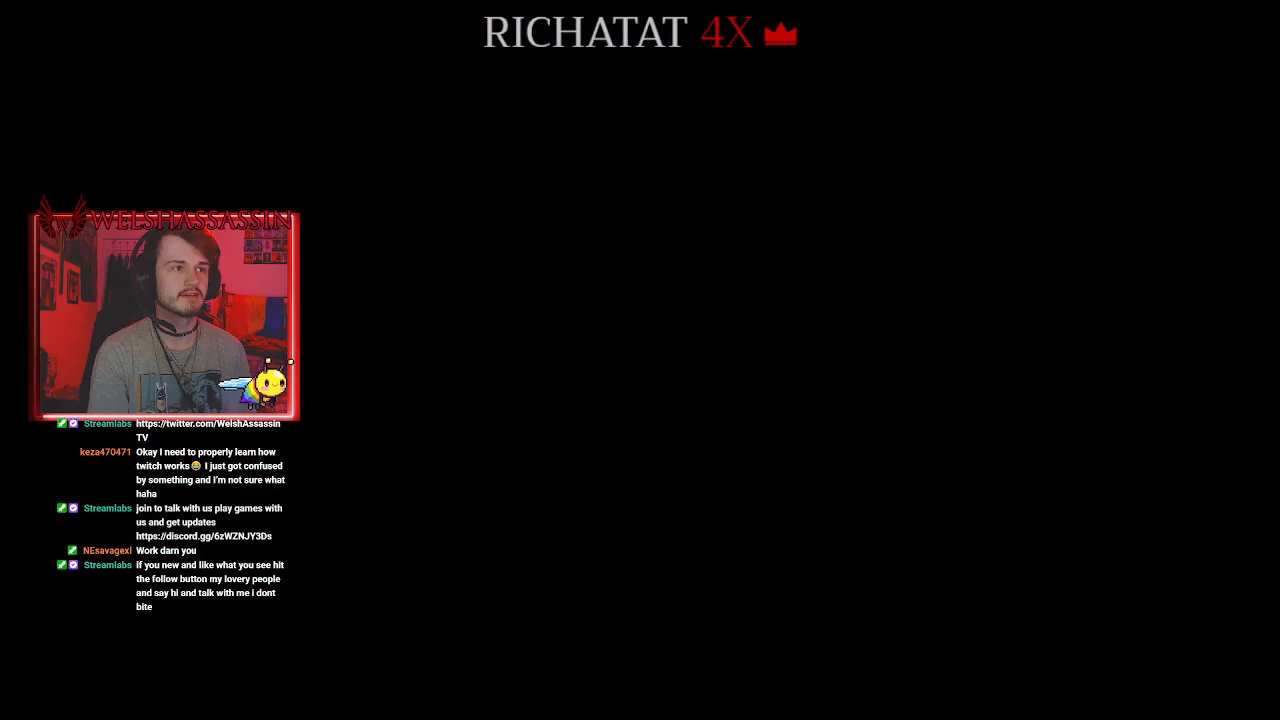 RICHATAT 4X
WELSHASSASSIN
Streamlabs https://twitter.com/WelshAssassin
TV
keza470471 Okay I need to properly learn how
twitch works😂 I just got confused
by something and I'm not sure what
haha
Streamlabs join to talk with us play games with
us and get updates
https://discord.gg/6zWZNJY3Ds
NEsavagexl Work darn you
Streamlabs if you new and like what you see hit
the follow button my lovery people
and say hi and talk with me i dont
bite